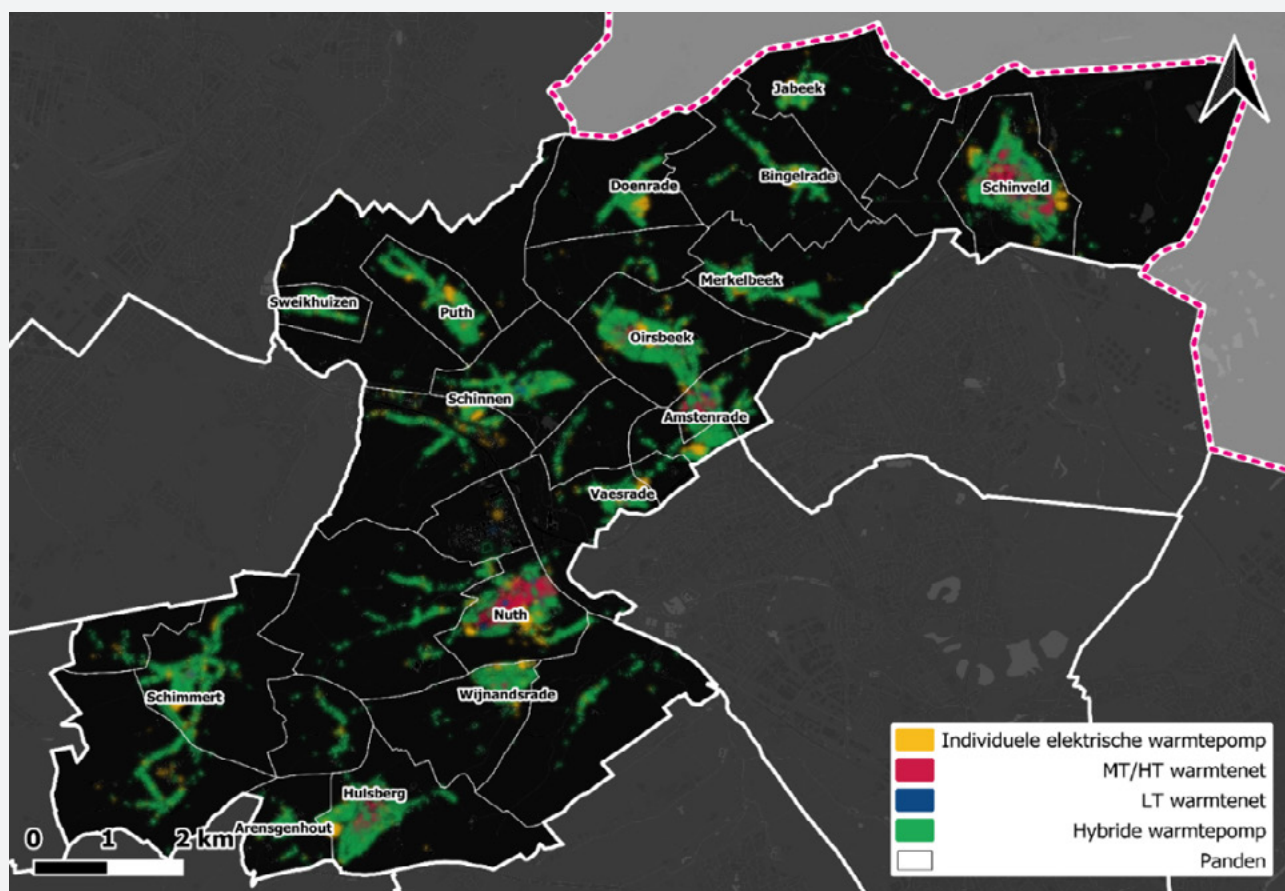 Jabeek
Doenrade
Bingelrade
Schinveld
Merkelbeek
Sweikhuizen
Puth
Oirsbeek
Schinnen
Amstenrade
Vaesrade
Nuth
Schimmert
Wijnandsrade
Hulsberg
Arensgenhout
0 1 2 km
Individuele elektrische warmtepomp
MT/HT warmtenet
LT warmtenet
Hybride warmtepomp
Panden